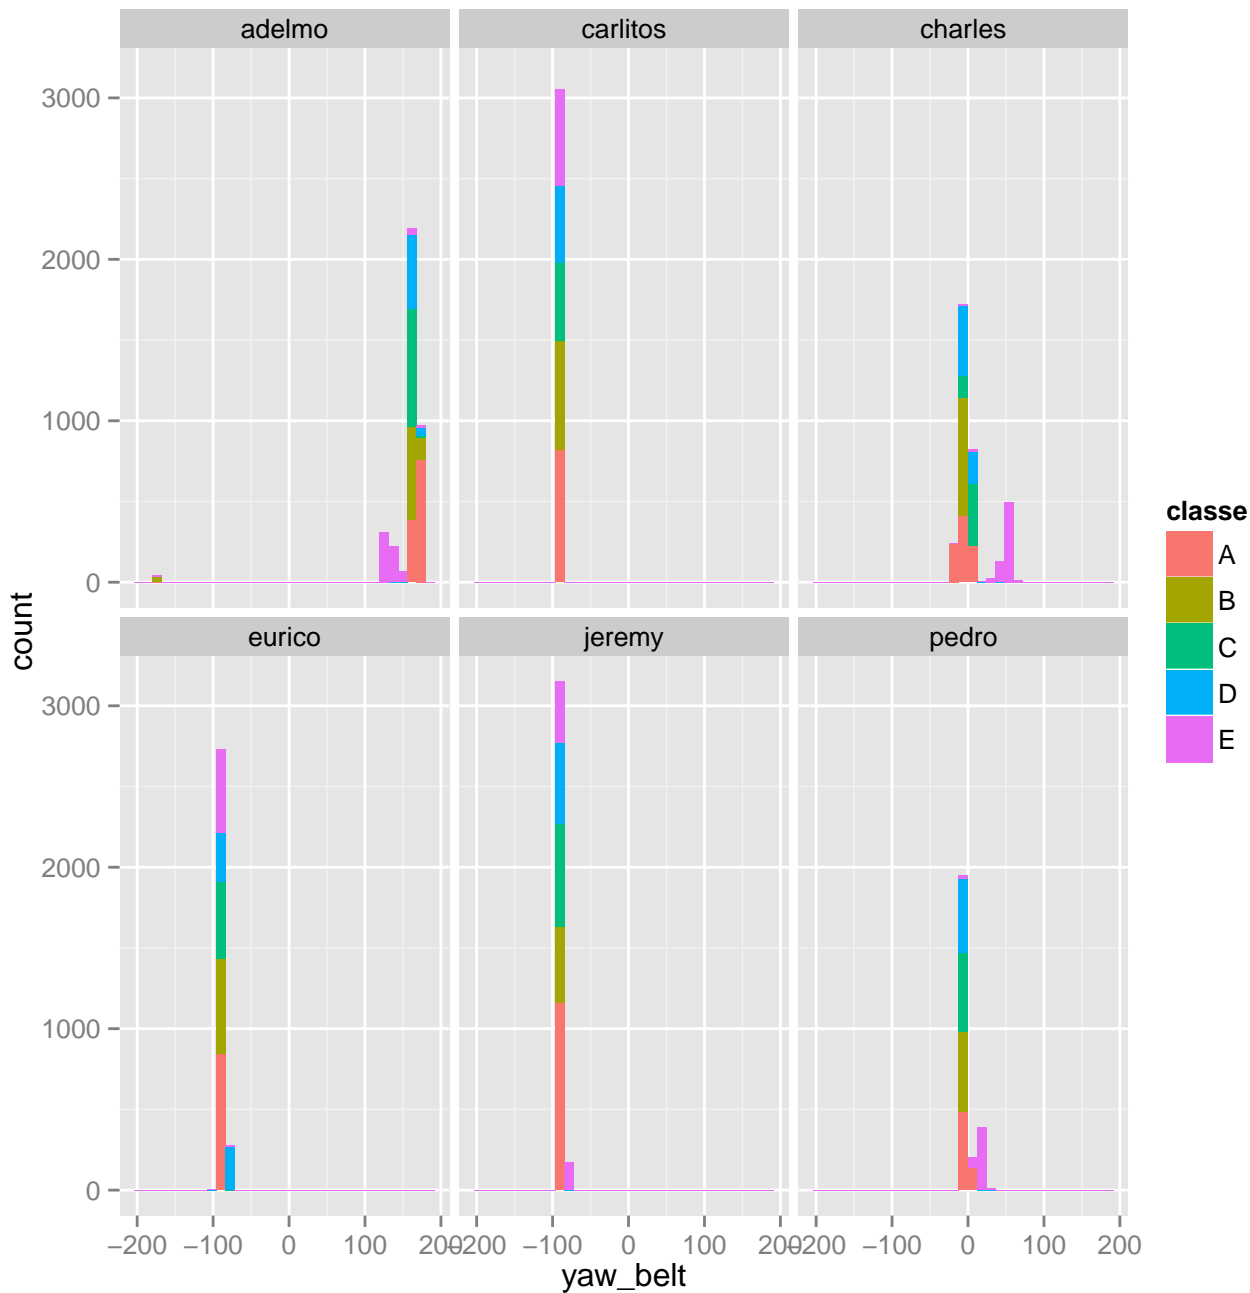 adelmo carlitos charles
3000
2000
1000
0
count
eurico jeremy pedro
3000
2000
1000
0
−200 −100 0 100 200 −200 −100 0 100 200 −200 −100 0 100 200
yaw_belt
classe
A
B
C
D
E